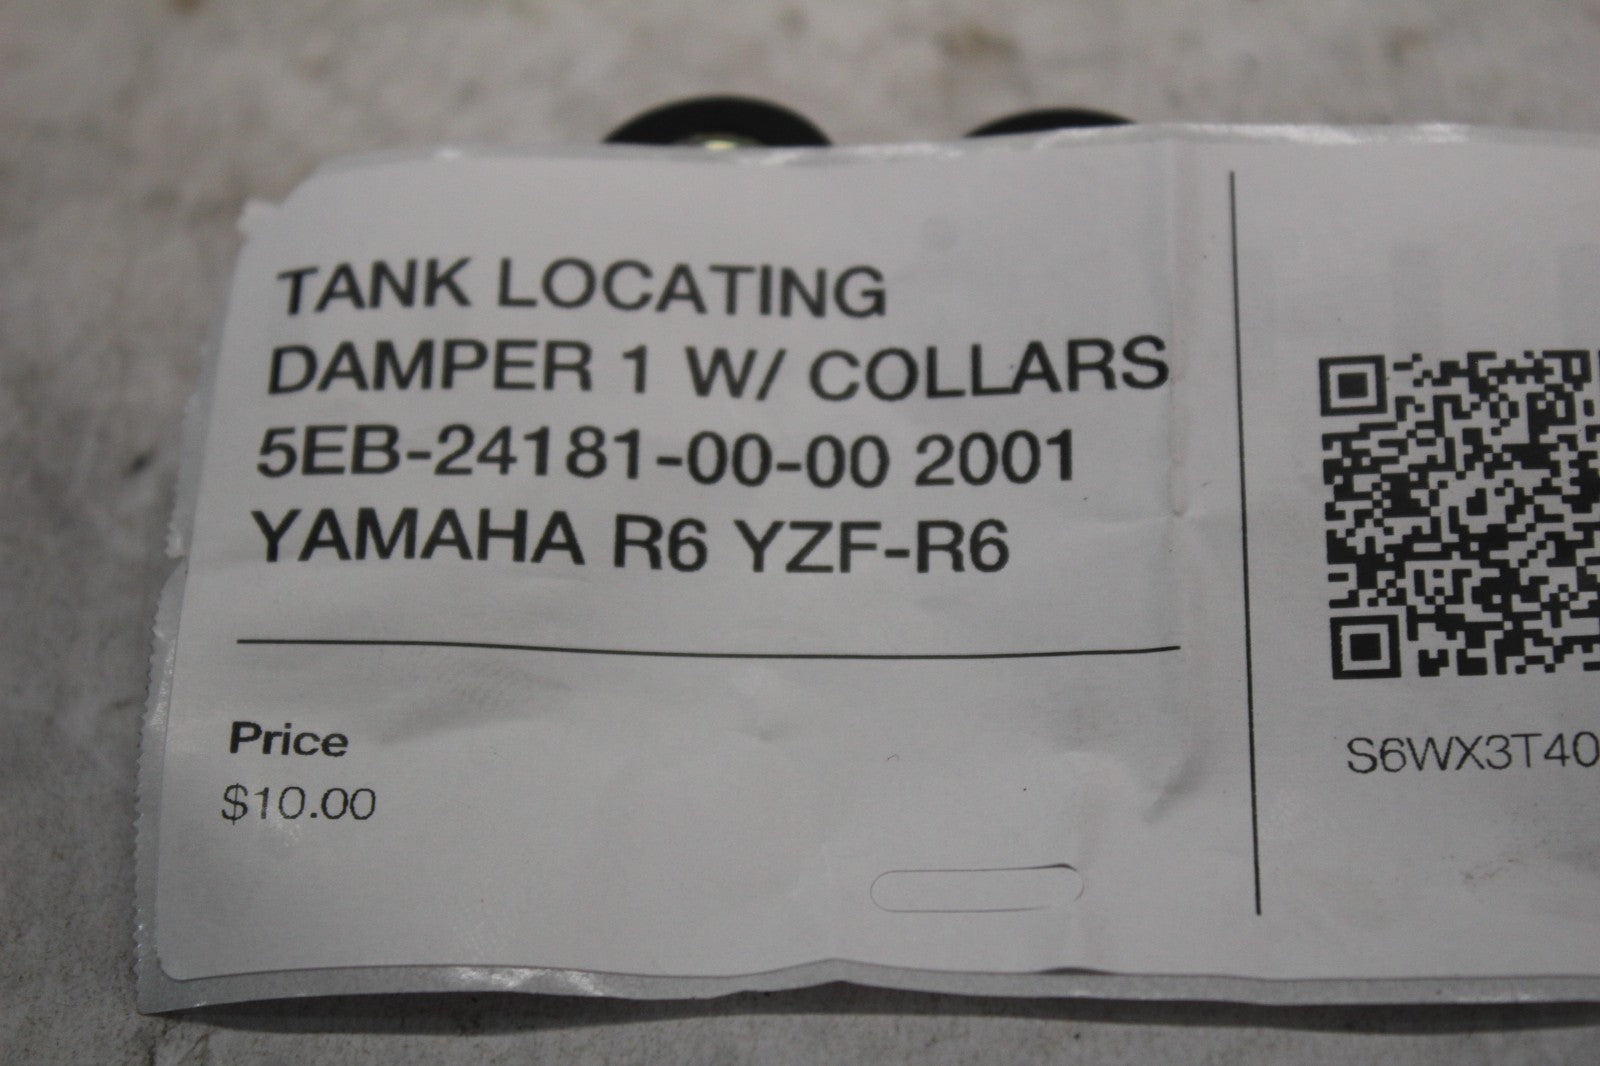 TANK LOCATING
DAMPER 1 W/ COLLARS
5EB-24181-00-00 2001
YAMAHA R6 YZF-R6
Price
$10.00
S6WX3T40